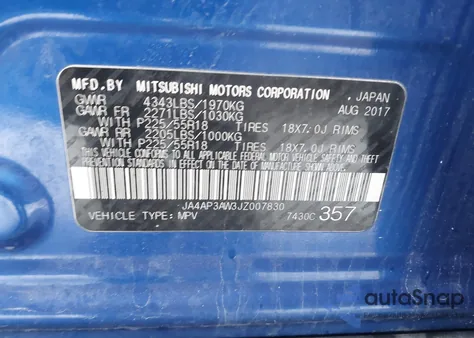 MFD.BY MITSUBISHI MOTORS CORPORATION, JAPAN
GVWR 4343LBS/1970KG AUG 2017
GAWR FR 2271LBS/1030KG
WITH P225/55R18 TIRES 18X7.0J RIMS
GAWR RR 2205LBS/1000KG
WITH P225/55R18 TIRES 18X7.0J RIMS
THIS VEHICLE CONFORMS TO ALL APPLICABLE FEDERAL MOTOR VEHICLE SAFETY AND THEFT
PREVENTION STANDARDS IN EFFECT ON THE DATE OF MANUFACTURE SHOWN ABOVE.
JA4AP3AW3JZ007830
VEHICLE TYPE: MPV 7430C 357
autoSnap